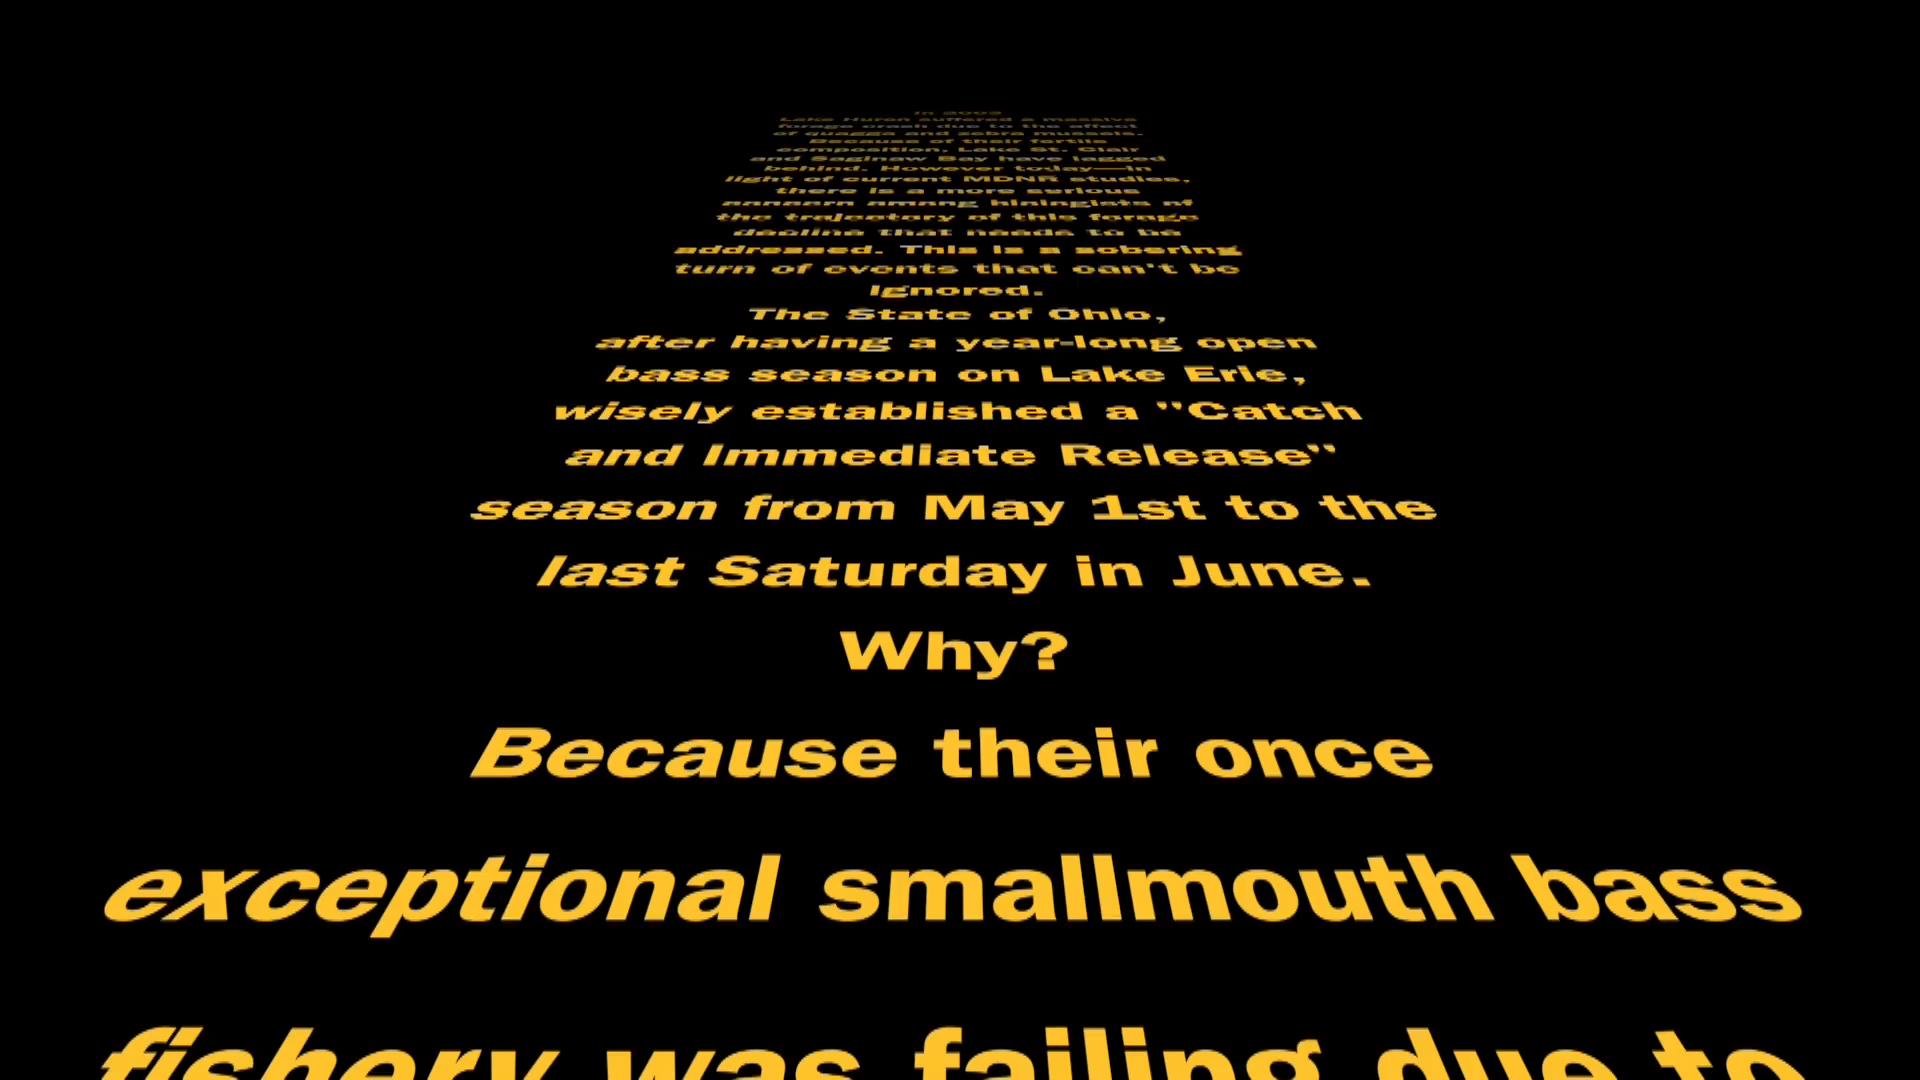 In 2003
Lake Huron suffered a massive
forage crash due to the effect
of quagga and zebra mussels.
Because of their fertile
composition, Lake St. Clair
and Saginaw Bay have lagged
behind. However today—in
light of current MDNR studies,
there is a more serious
concern among biologists of
the trajectory of this forage
decline that needs to be
addressed. This is a sobering
turn of events that can't be
ignored.
The State of Ohio,
after having a year-long open
bass season on Lake Erie,
wisely established a "Catch
and Immediate Release"
season from May 1st to the
last Saturday in June.
Why?
Because their once
exceptional smallmouth bass
fishery was failing due to